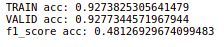 TRAIN acc: 0.9273825305641479
VALID acc: 0.9277344571967944
f1_score acc: 0.48126929674099483